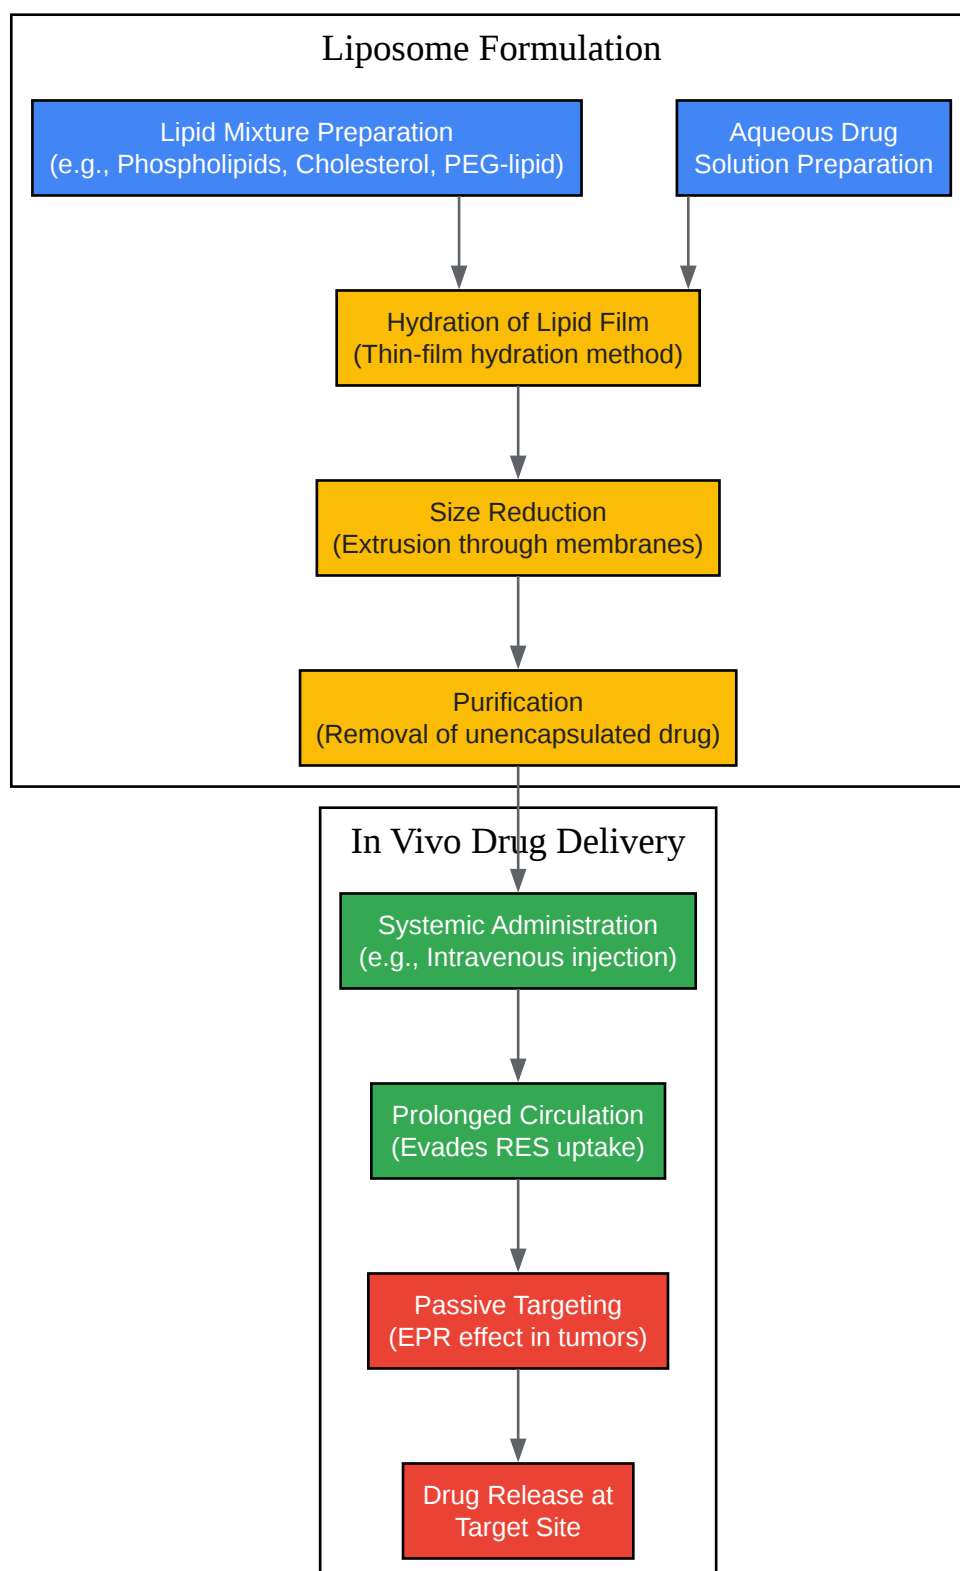 Liposome Formulation
Lipid Mixture Preparation
(e.g., Phospholipids, Cholesterol, PEG-lipid)
Aqueous Drug
Solution Preparation
Hydration of Lipid Film
(Thin-film hydration method)
Size Reduction
(Extrusion through membranes)
Purification
(Removal of unencapsulated drug)
In Vivo Drug Delivery
Systemic Administration
(e.g., Intravenous injection)
Prolonged Circulation
(Evades RES uptake)
Passive Targeting
(EPR effect in tumors)
Drug Release at
Target Site